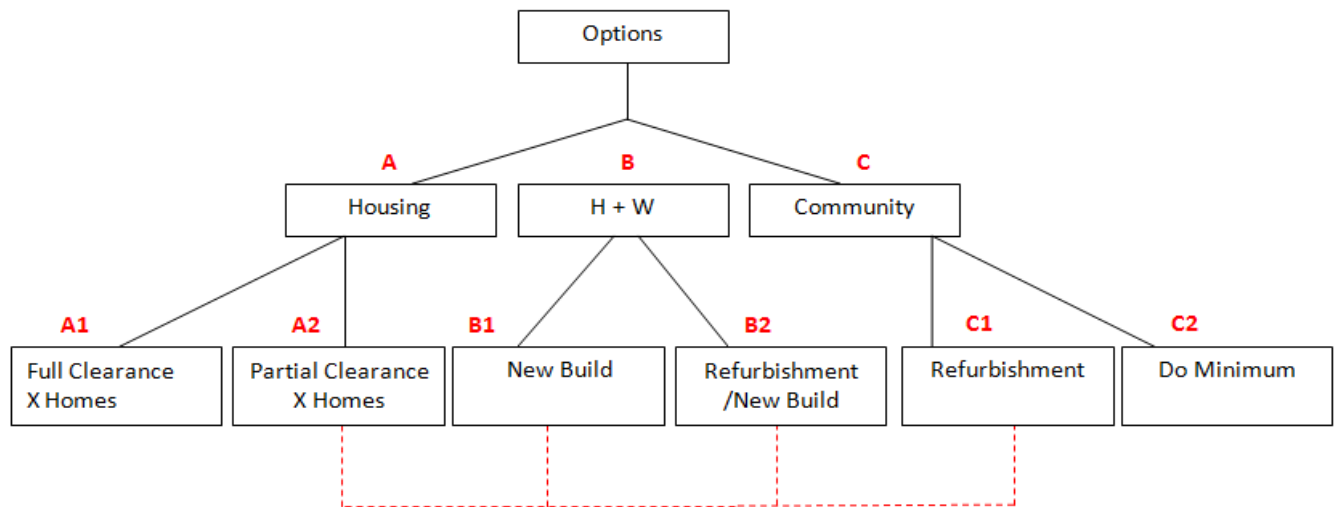 Options
A
B
C
Housing
H + W
Community
A1
A2
B1
B2
C1
C2
Full Clearance
X Homes
Partial Clearance
X Homes
New Build
Refurbishment
/New Build
Refurbishment
Do Minimum